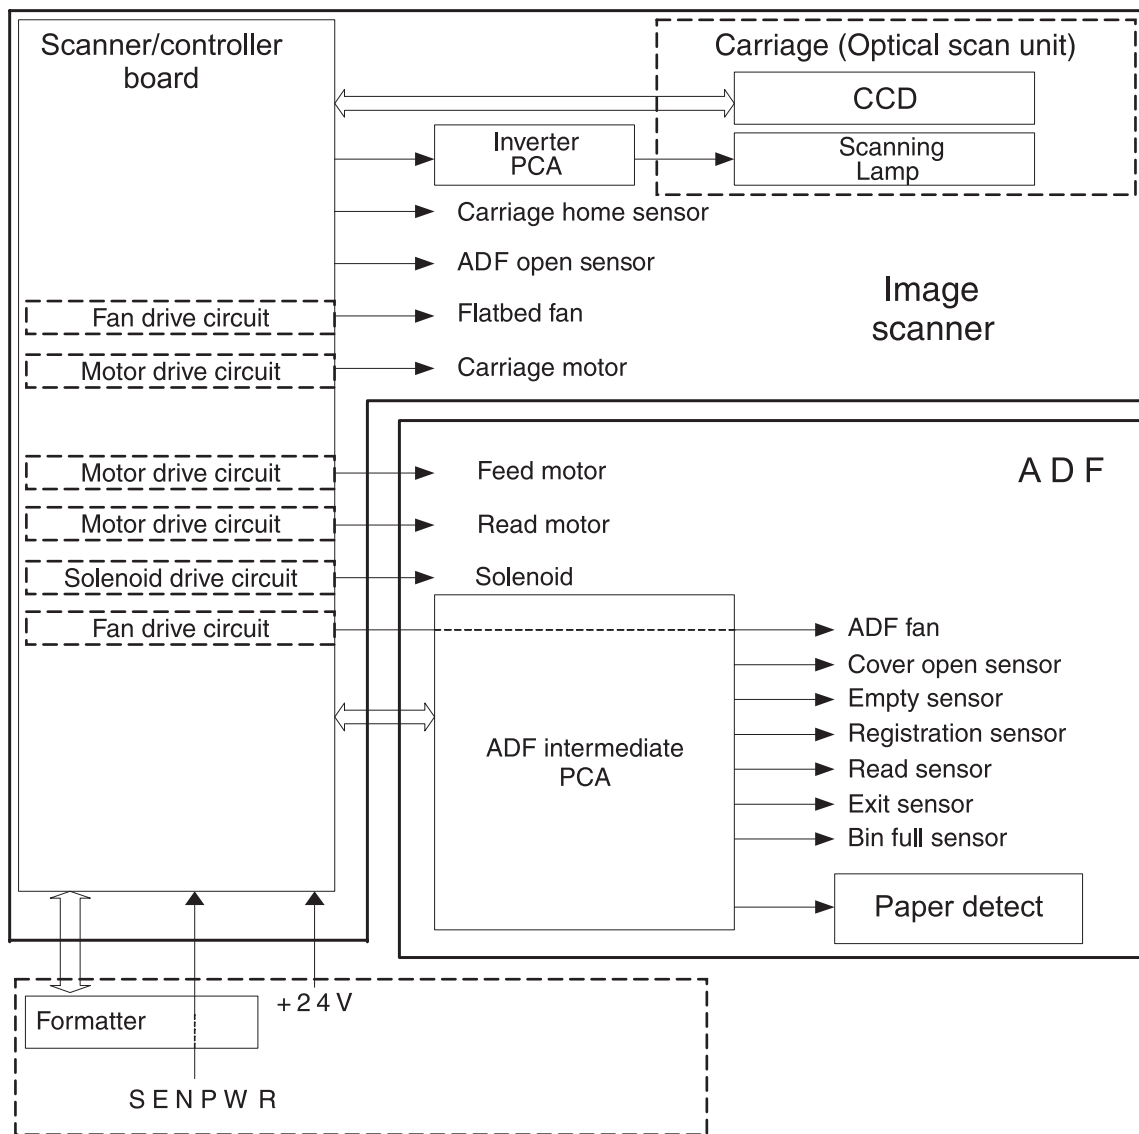 Scanner/controller
board
Carriage (Optical scan unit)
CCD
Inverter
PCA
Scanning
Lamp
Carriage home sensor
ADF open sensor
Image
scanner
Fan drive circuit
Flatbed fan
Motor drive circuit
Carriage motor
ADF
Motor drive circuit
Feed motor
Motor drive circuit
Read motor
Solenoid drive circuit
Solenoid
Fan drive circuit
ADF fan
Cover open sensor
Empty sensor
Registration sensor
ADF intermediate
PCA
Read sensor
Exit sensor
Bin full sensor
Paper detect
+24V
Formatter
SENPWR